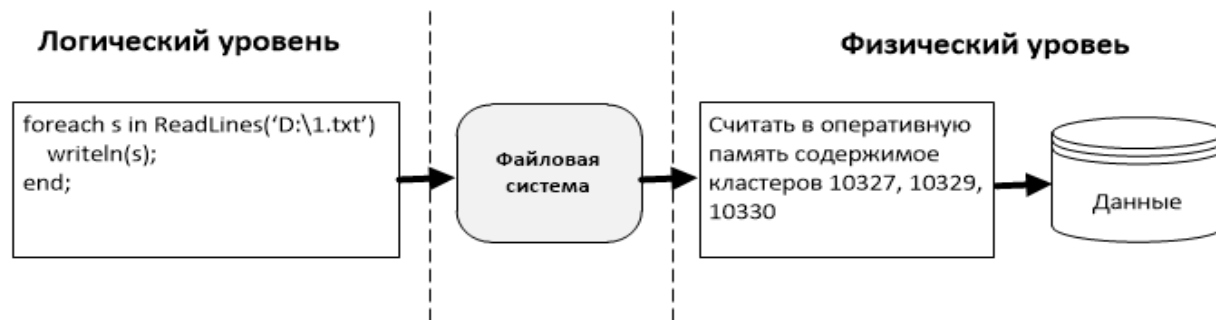 Логический уровень
Физический уровеь
foreach s in ReadLines(‘D:\1.txt’)
writeln(s);
end;
Файловая
система
Считать в оперативную
память содержимое
кластеров 10327, 10329,
10330
Данные